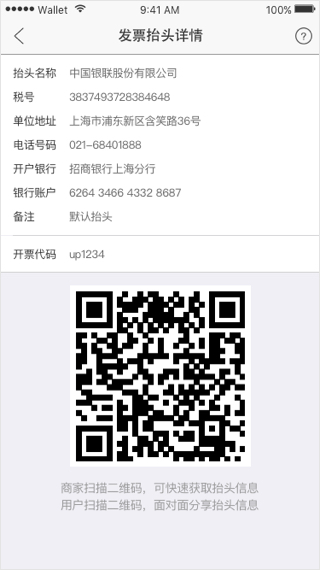 Wallet 9:41 AM 100%
发票抬头详情 ?
抬头名称 中国银联股份有限公司
税号 3837493728384648
单位地址 上海市浦东新区含笑路36号
电话号码 021-68401888
开户银行 招商银行上海分行
银行账户 6264 3466 4332 8687
备注 默认抬头
开票代码 up1234
商家扫描二维码，可快速获取抬头信息
用户扫描二维码，面对面分享抬头信息